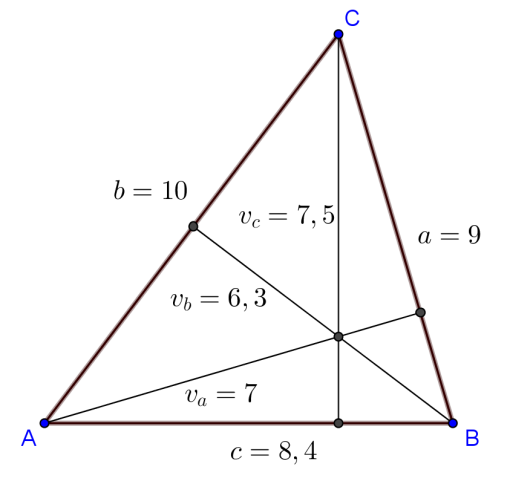 C
b = 10
v_c = 7,5
a = 9
v_b = 6,3
v_a = 7
A
B
c = 8,4